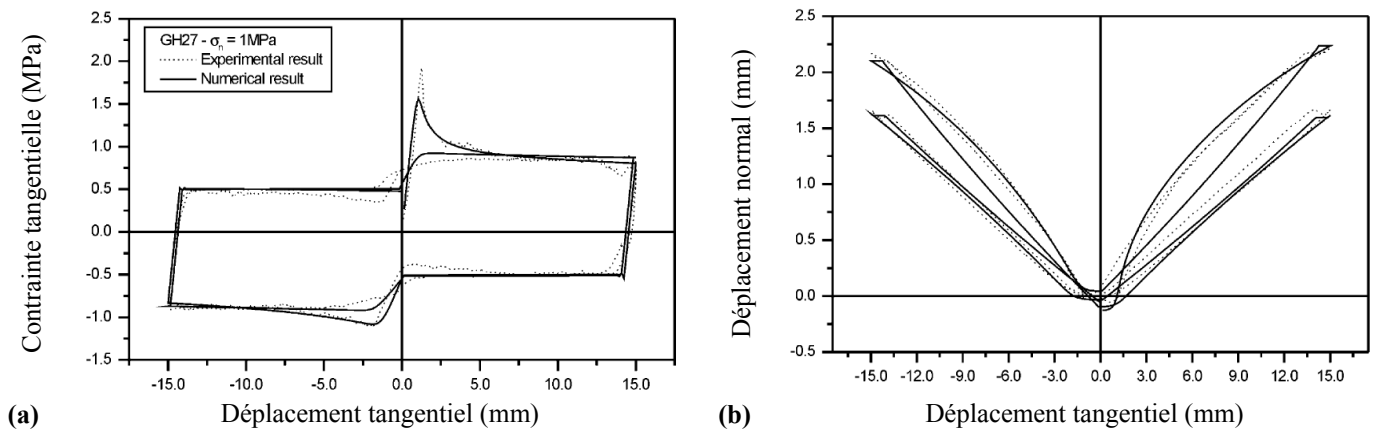 Contrainte tangentielle (MPa)
2.5
2.0
1.5
1.0
0.5
0.0
-0.5
-1.0
-1.5
GH27 - σn = 1MPa
Experimental result
Numerical result
-15.0 -10.0 -5.0 0.0 5.0 10.0 15.0
(a) Déplacement tangentiel (mm)
Déplacement normal (mm)
2.5
2.0
1.5
1.0
0.5
0.0
-0.5
-15.0 -12.0 -9.0 -6.0 -3.0 0.0 3.0 6.0 9.0 12.0 15.0
(b) Déplacement tangentiel (mm)